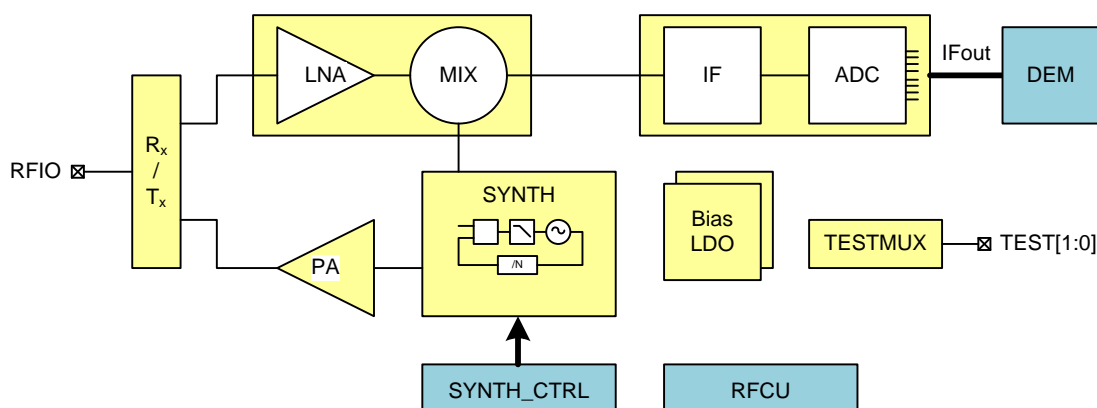 LNA
MIX
IF
ADC
IFout
DEM
RFIO
Rx
/
Tx
SYNTH
/N
PA
Bias
LDO
TESTMUX
TEST[1:0]
SYNTH_CTRL
RFCU